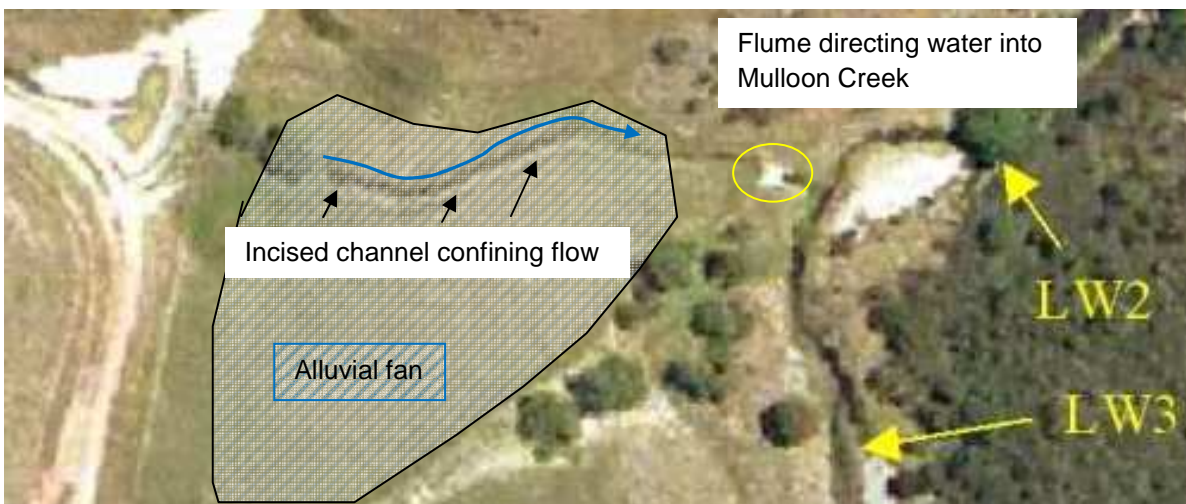 Flume directing water into
Mulloon Creek
Incised channel confining flow
LW2
Alluvial fan
LW3